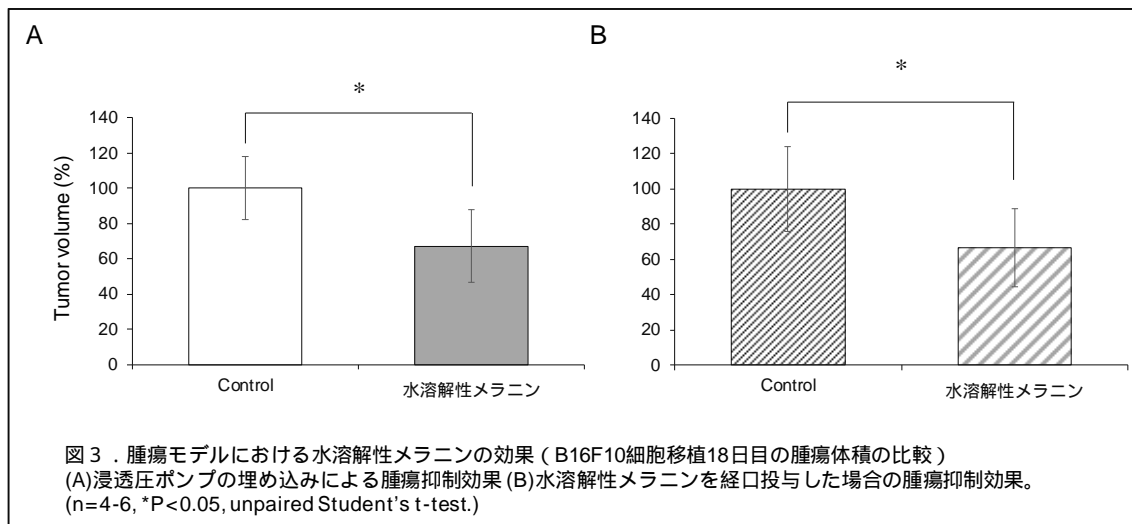 A
B
*
*
140
120
100
80
60
40
20
0
Tumor volume (%)
Control
水溶解性メラニン
140
120
100
80
60
40
20
0
Control
水溶解性メラニン
図３．腫瘍モデルにおける水溶解性メラニンの効果（B16F10細胞移植18日目の腫瘍体積の比較）
(A)浸透圧ポンプの埋め込みによる腫瘍抑制効果 (B)水溶解性メラニンを経口投与した場合の腫瘍抑制効果。
(n=4-6, *P<0.05, unpaired Student's t-test.)